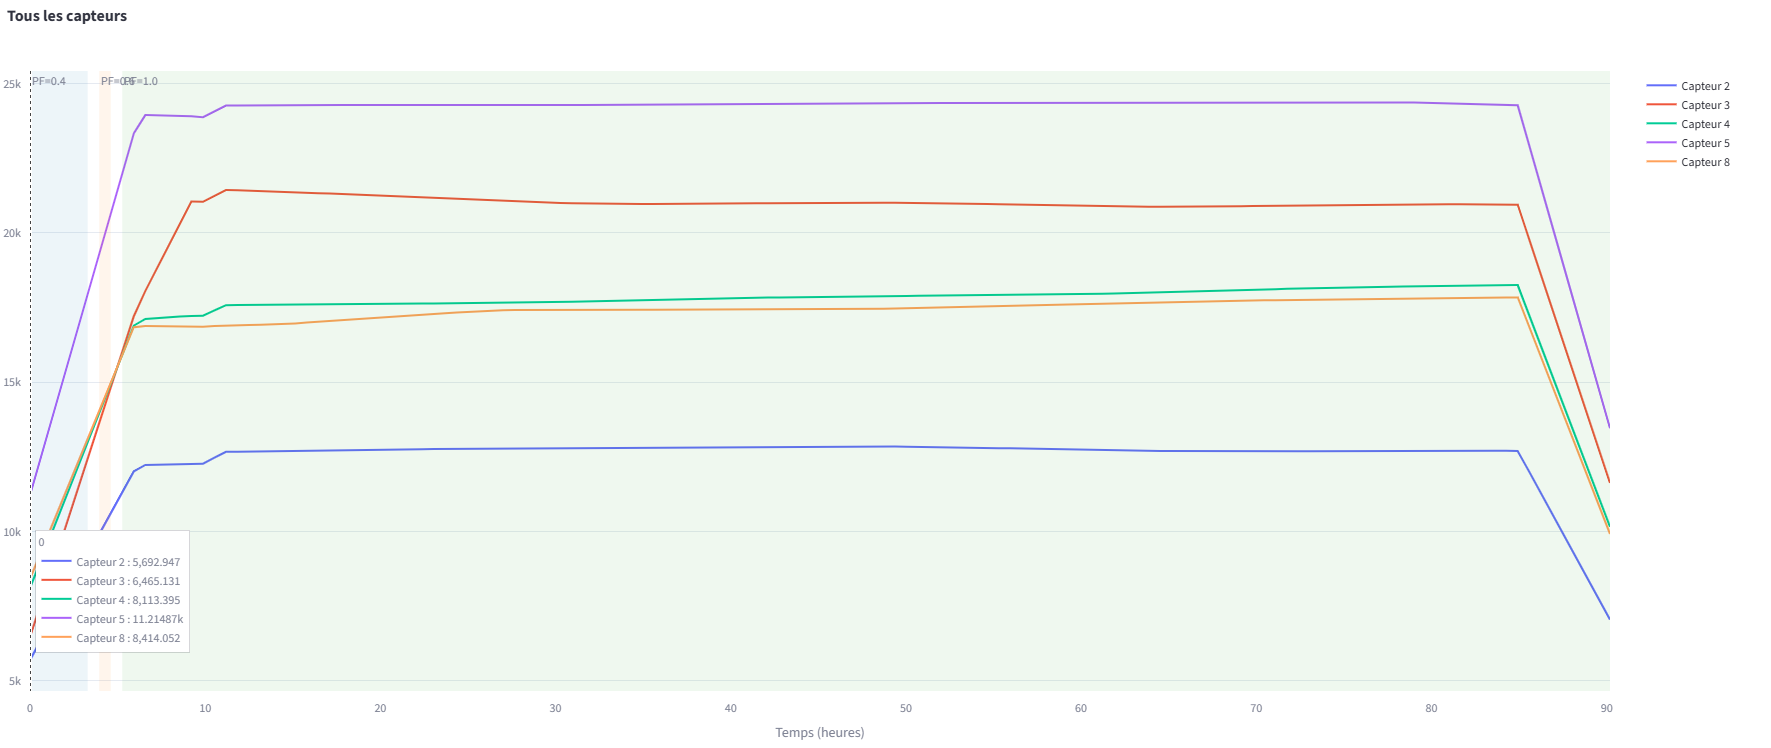 Tous les capteurs
PF=0.4
PF=0.6
PF=1.0
25k
20k
15k
10k
5k
0
Capteur 2 : 5,692.947
Capteur 3 : 6,465.131
Capteur 4 : 8,113.395
Capteur 5 : 11.21487k
Capteur 8 : 8,414.052
0 10 20 30 40 50 60 70 80 90
Temps (heures)
Capteur 2
Capteur 3
Capteur 4
Capteur 5
Capteur 8